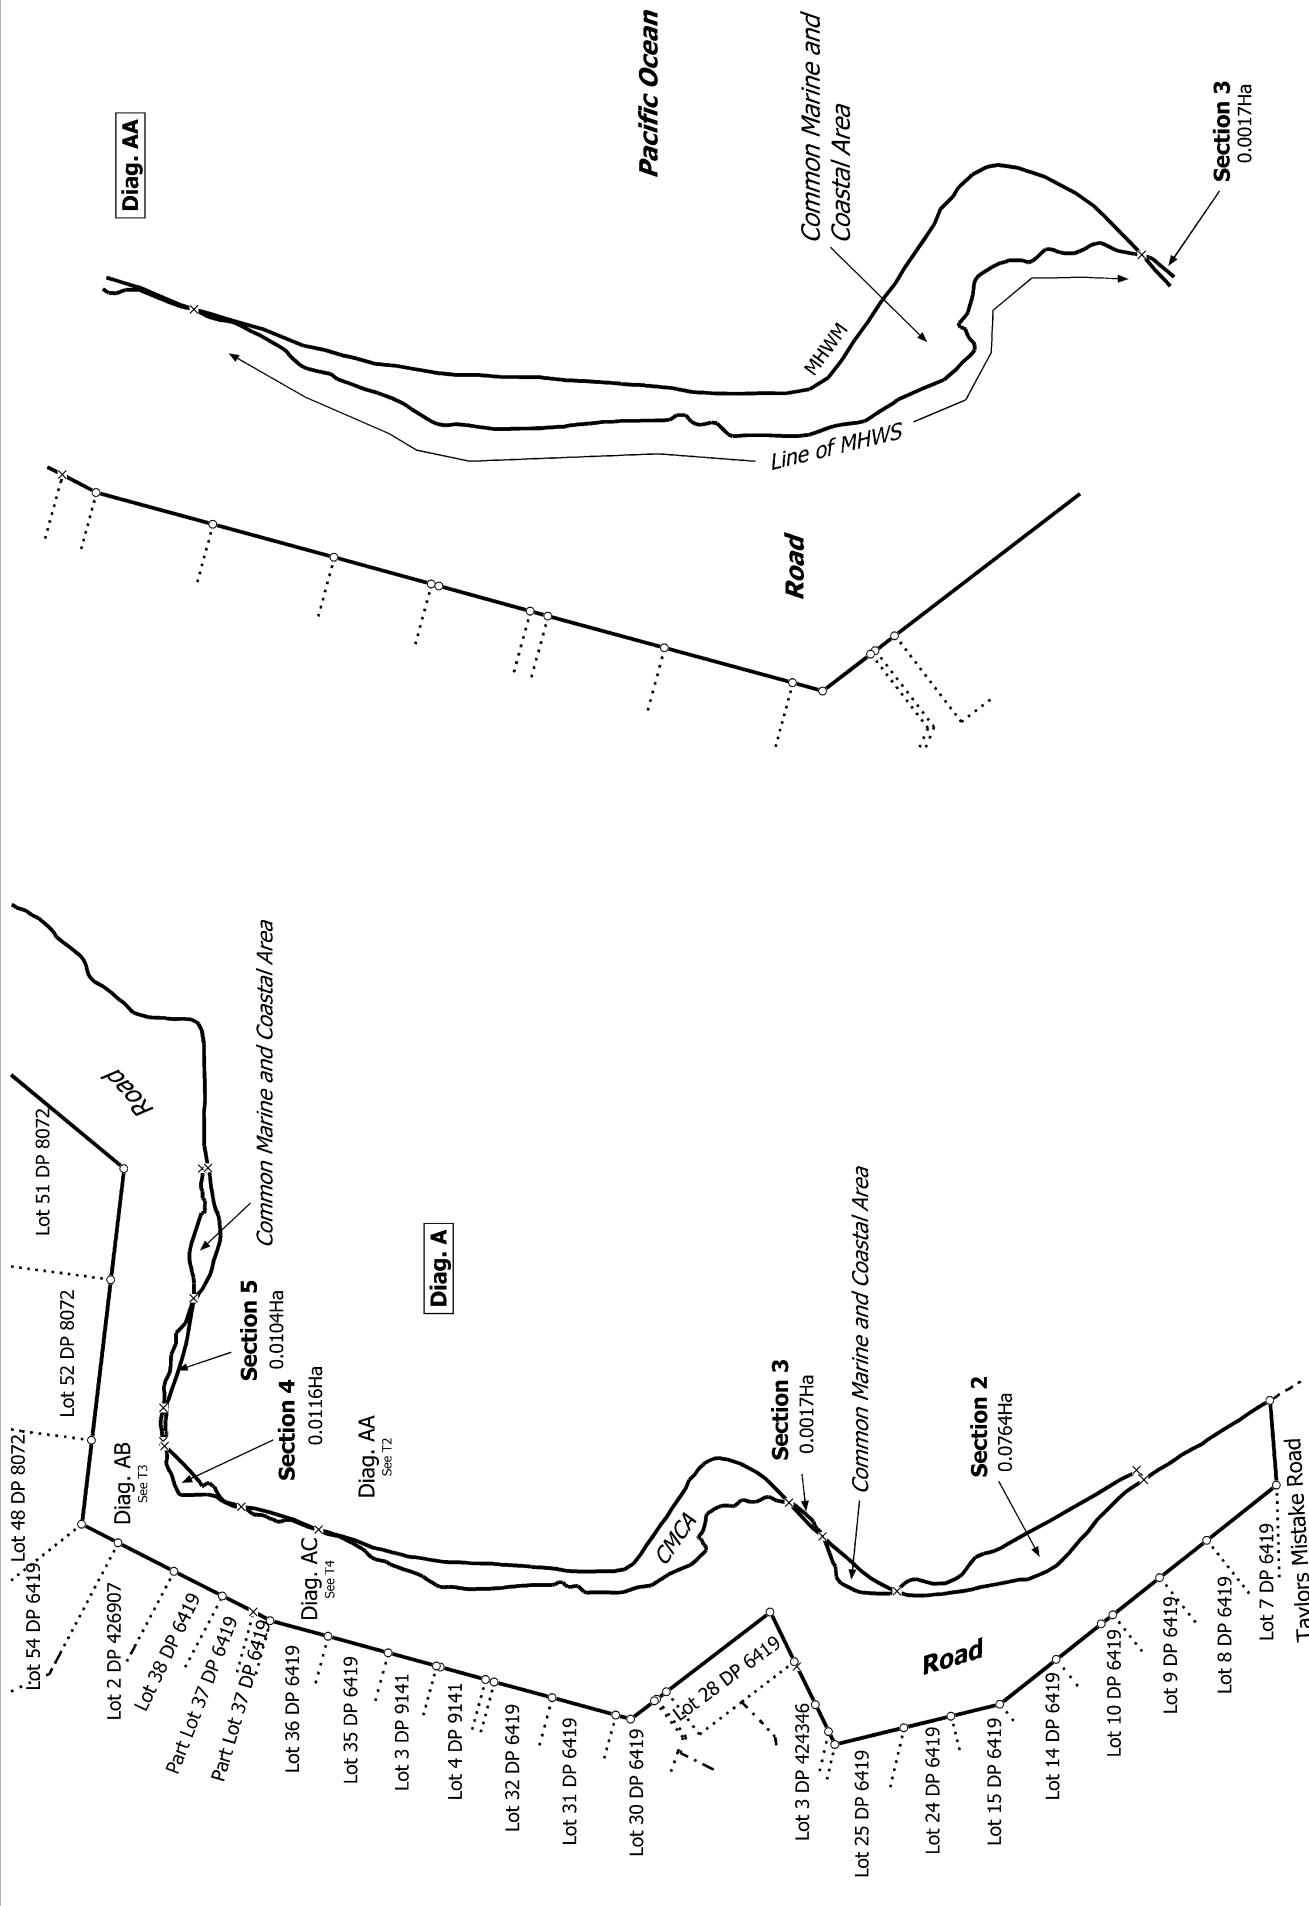 Diag. AA
Pacific Ocean
Common Marine and
Coastal Area
Section 3
0.0017Ha
MHWM
Line of MHWS
Road
Road
Lot 51 DP 8072
Lot 52 DP 8072
Lot 48 DP 8072
Lot 54 DP 6419
Lot 2 DP 426907
Lot 38 DP 6419
Part Lot 37 DP 6419
Part Lot 37 DP 6419
Lot 36 DP 6419
Lot 35 DP 6419
Lot 3 DP 9141
Lot 4 DP 9141
Lot 32 DP 6419
Lot 31 DP 6419
Lot 30 DP 6419
Lot 28 DP 6419
Lot 3 DP 424346
Lot 25 DP 6419
Lot 24 DP 6419
Lot 15 DP 6419
Lot 14 DP 6419
Lot 10 DP 6419
Lot 9 DP 6419
Lot 8 DP 6419
Lot 7 DP 6419
Taylors Mistake Road
Common Marine and Coastal Area
Diag. A
Section 5
0.0104Ha
Section 4
0.0116Ha
Diag. AB
See T3
Diag. AA
See T2
Diag. AC
See T4
CMCA
Section 3
0.0017Ha
Common Marine and Coastal Area
Section 2
0.0764Ha
Road